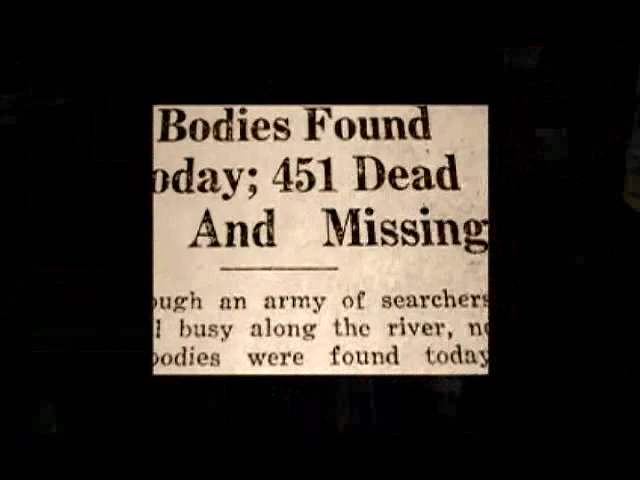 Bodies Found
oday; 451 Dead
And Missing
ough an army of searchers
l busy along the river, no
bodies were found today